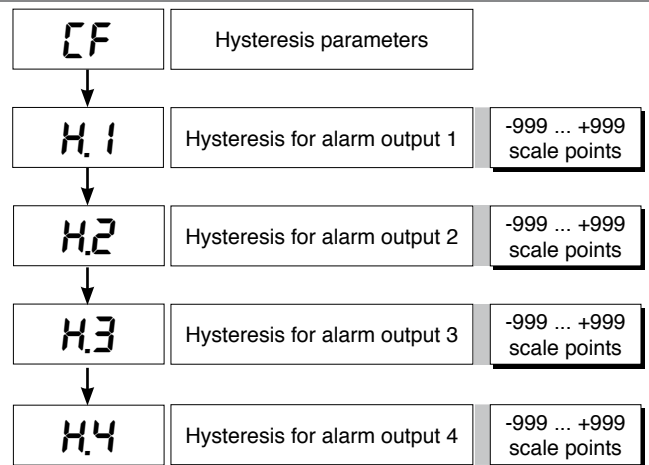 CF
Hysteresis parameters
H.1
Hysteresis for alarm output 1
-999 ... +999
scale points
H.2
Hysteresis for alarm output 2
-999 ... +999
scale points
H.3
Hysteresis for alarm output 3
-999 ... +999
scale points
H.4
Hysteresis for alarm output 4
-999 ... +999
scale points